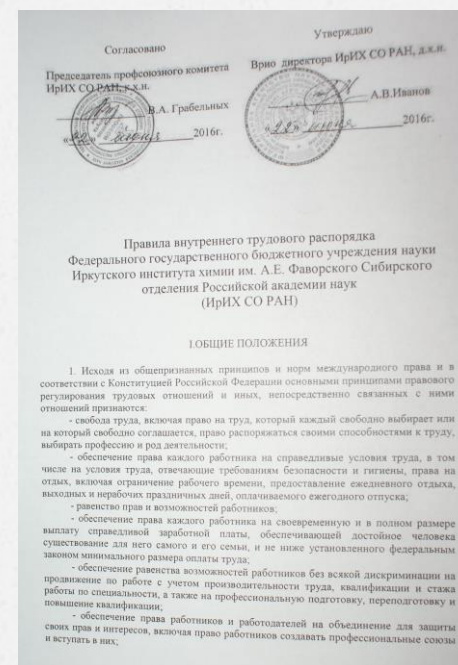 Согласовано
Утверждаю
Председатель профсоюзного комитета
ИрИХ СО РАН, к.х.н.
Врио директора ИрИХ СО РАН, д.х.н.
В.А. Грабельных
А.В.Иванов
«22» июня 2016г.
«22» июня 2016г.
Правила внутреннего трудового распорядка
Федерального государственного бюджетного учреждения науки
Иркутского института химии им. А.Е. Фаворского Сибирского
отделения Российской академии наук
(ИрИХ СО РАН)
I.ОБЩИЕ ПОЛОЖЕНИЯ
1. Исходя из общепризнанных принципов и норм международного права и в
соответствии с Конституцией Российской Федерации основными принципами правового
регулирования трудовых отношений и иных, непосредственно связанных с ними
отношений признаются:
- свобода труда, включая право на труд, который каждый свободно выбирает или
на который свободно соглашается, право распоряжаться своими способностями к труду,
выбирать профессию и род деятельности;
- обеспечение права каждого работника на справедливые условия труда, в том
числе на условия труда, отвечающие требованиям безопасности и гигиены, права на
отдых, включая ограничение рабочего времени, предоставление ежедневного отдыха,
выходных и нерабочих праздничных дней, оплачиваемого ежегодного отпуска;
- равенство прав и возможностей работников;
- обеспечение права каждого работника на своевременную и в полном размере
выплату справедливой заработной платы, обеспечивающей достойное человека
существование для него самого и его семьи, и не ниже установленного федеральным
законом минимального размера оплаты труда;
- обеспечение равенства возможностей работников без всякой дискриминации на
продвижение по работе с учетом производительности труда, квалификации и стажа
работы по специальности, а также на профессиональную подготовку, переподготовку и
повышение квалификации;
- обеспечение права работников и работодателей на объединение для защиты
своих прав и интересов, включая право работников создавать профессиональные союзы
и вступать в них;